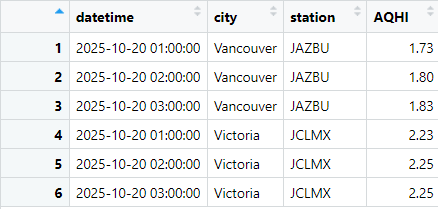 datetime city station AQHI
1 2025-10-20 01:00:00 Vancouver JAZBU 1.73
2 2025-10-20 02:00:00 Vancouver JAZBU 1.80
3 2025-10-20 03:00:00 Vancouver JAZBU 1.83
4 2025-10-20 01:00:00 Victoria JCLMX 2.23
5 2025-10-20 02:00:00 Victoria JCLMX 2.25
6 2025-10-20 03:00:00 Victoria JCLMX 2.25